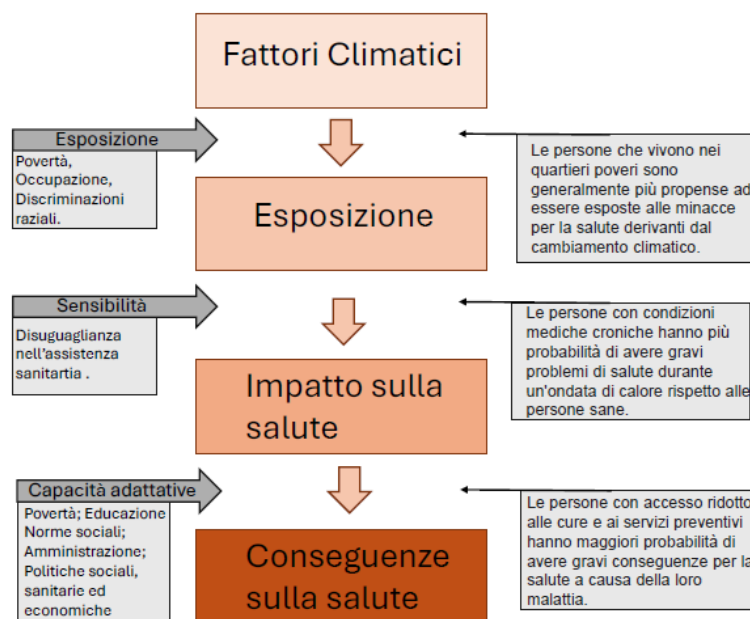 Fattori Climatici
Esposizione
Povertà,
Occupazione,
Discriminazioni
raziali.
Le persone che vivono nei
quartieri poveri sono
generalmente più propense ad
essere esposte alle minacce
per la salute derivanti dal
cambiamento climatico.
Esposizione
Sensibilità
Disuguaglianza
nell'assistenza
sanitartia .
Le persone con condizioni
mediche croniche hanno più
probabilità di avere gravi
problemi di salute durante
un'ondata di calore rispetto alle
persone sane.
Impatto sulla
salute
Capacità adattative
Povertà; Educazione
Norme sociali;
Amministrazione;
Politiche sociali,
sanitarie ed
economiche
Le persone con accesso ridotto
alle cure e ai servizi preventivi
hanno maggiori probabilità di
avere gravi conseguenze per la
salute a causa della loro
malattia.
Conseguenze
sulla salute